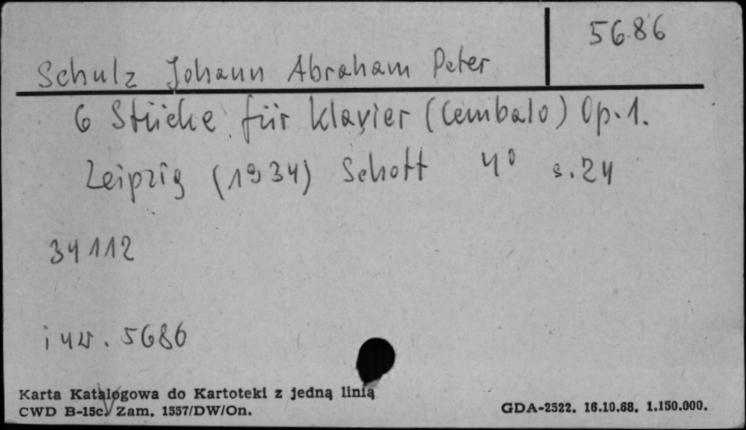 5686
Schulz Johann Abraham Peter
6 Stücke für Klavier (Cembalo) Op. 1.
Leipzig (1934) Schott 4° s. 24
34112
inw. 5686
Karta Katalogowa do Kartoteki z jedną linią
CWD B-15c. Zam. 1557/DW/On.
GDA-2522. 16.10.68. 1.150.000.